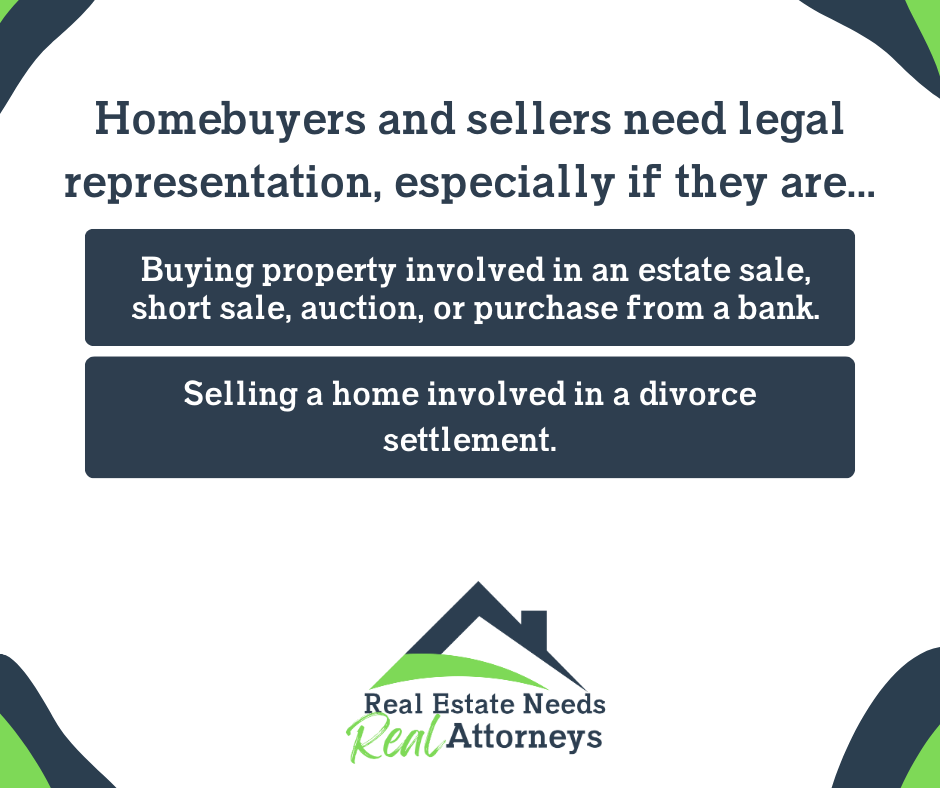 Homebuyers and sellers need legal
representation, especially if they are...
Buying property involved in an estate sale,
short sale, auction, or purchase from a bank.
Selling a home involved in a divorce
settlement.
Real Estate Needs
Real Attorneys